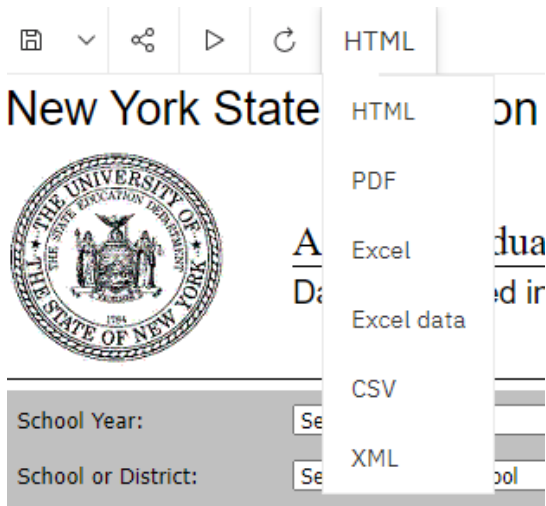 HTML
New York State
on
HTML
PDF
Excel
Excel data
CSV
XML
THE UNIVERSITY OF THE STATE OF NEW YORK
THE STATE EDUCATION DEPARTMENT
1784
A
dua
Da
ed in
School Year:
Se
School or District:
Se
ol